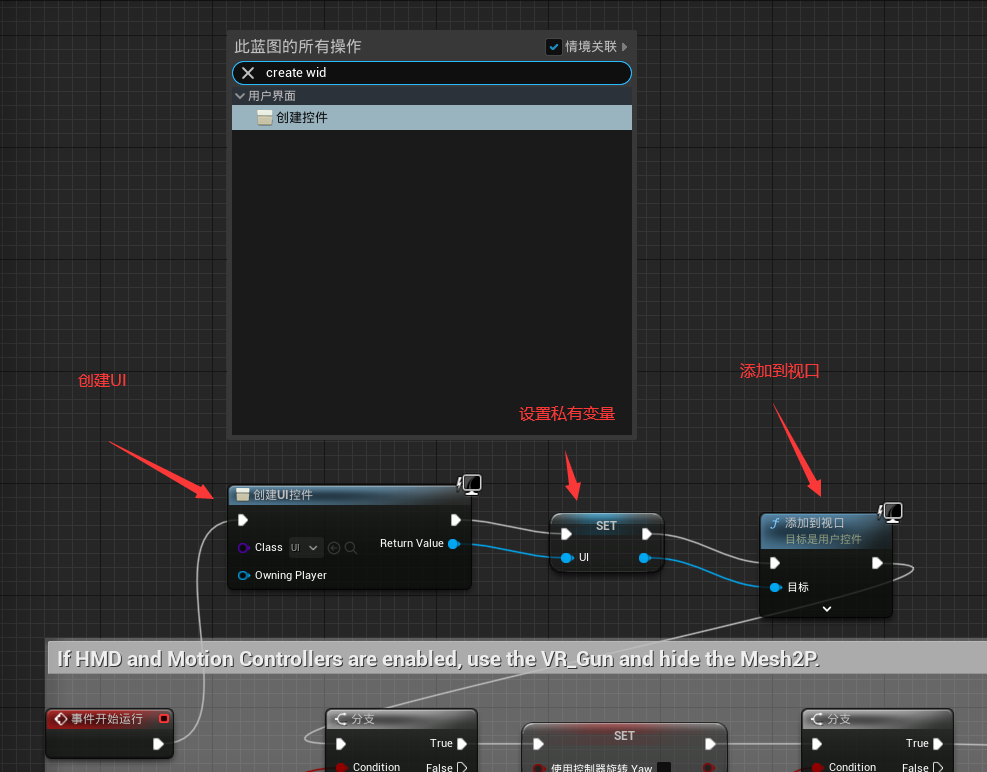 此蓝图的所有操作
情境关联
create wid
用户界面
创建控件
创建UI
设置私有变量
添加到视口
创建UI控件
Class
UI
Return Value
Owning Player
SET
UI
添加到视口
目标是用户控件
目标
If HMD and Motion Controllers are enabled, use the VR_Gun and hide the Mesh2P.
事件开始运行
分支
True
Condition
False
SET
使用控制器旋转 Yaw
分支
True
Condition
False